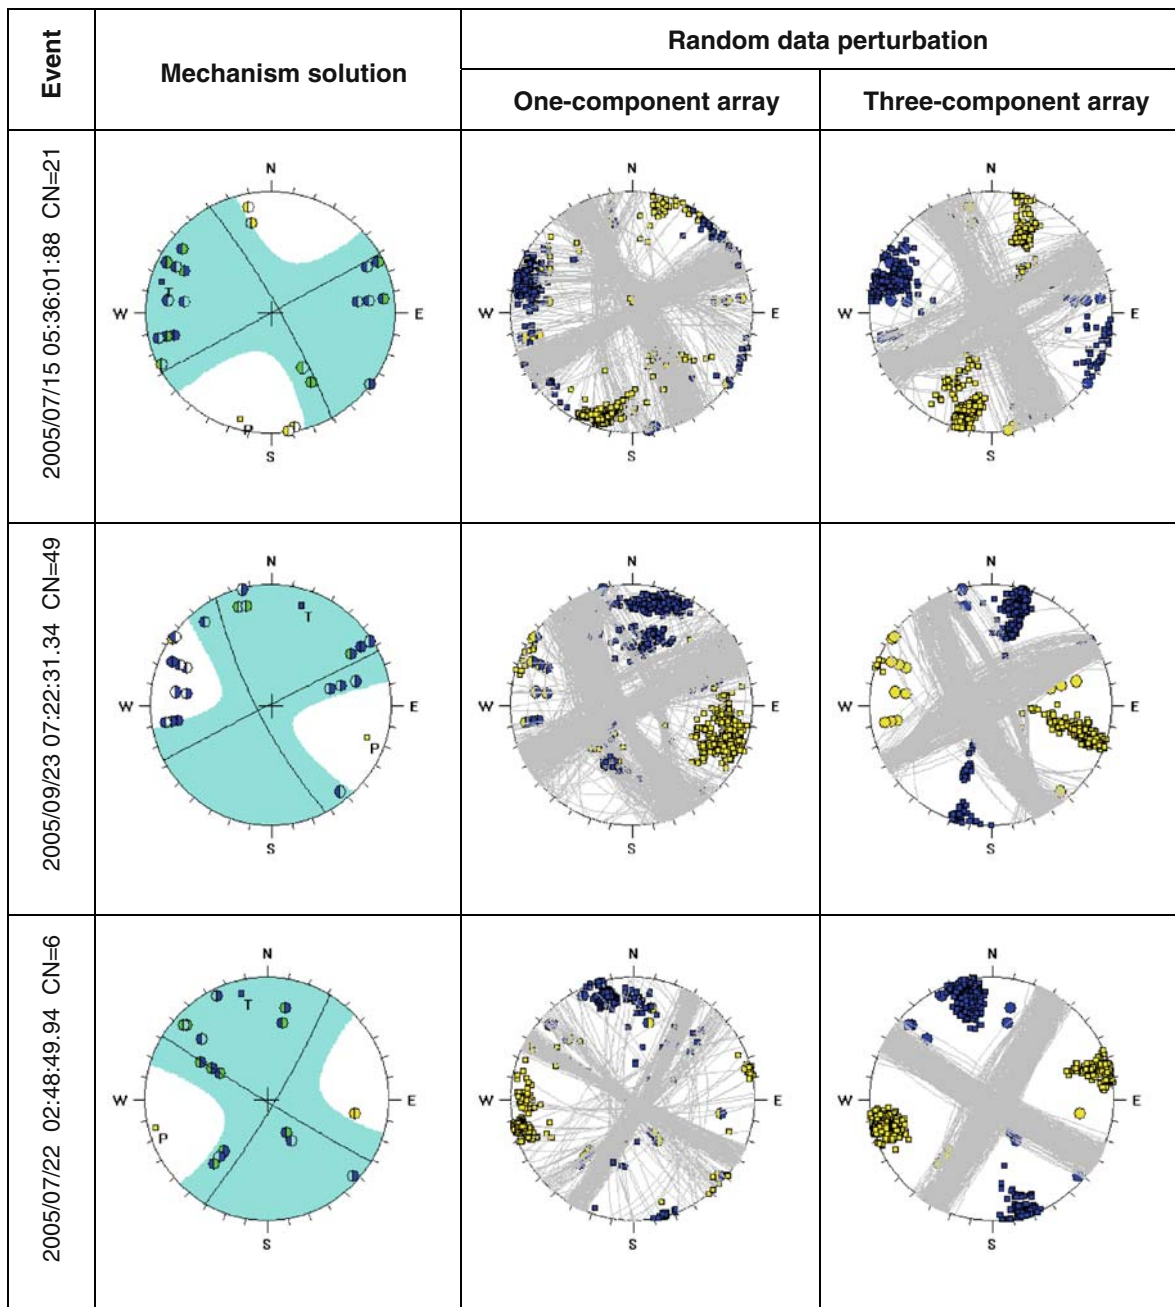 Event
Mechanism solution
Random data perturbation
One-component array
Three-component array
2005/07/15 05:36:01:88 CN=21
N
W
E
S
T
P
N
W
E
S
N
W
E
S
2005/09/23 07:22:31.34 CN=49
N
W
E
S
T
P
N
W
E
S
N
W
E
S
2005/07/22 02:48:49.94 CN=6
N
W
E
S
T
P
N
W
E
S
N
W
E
S